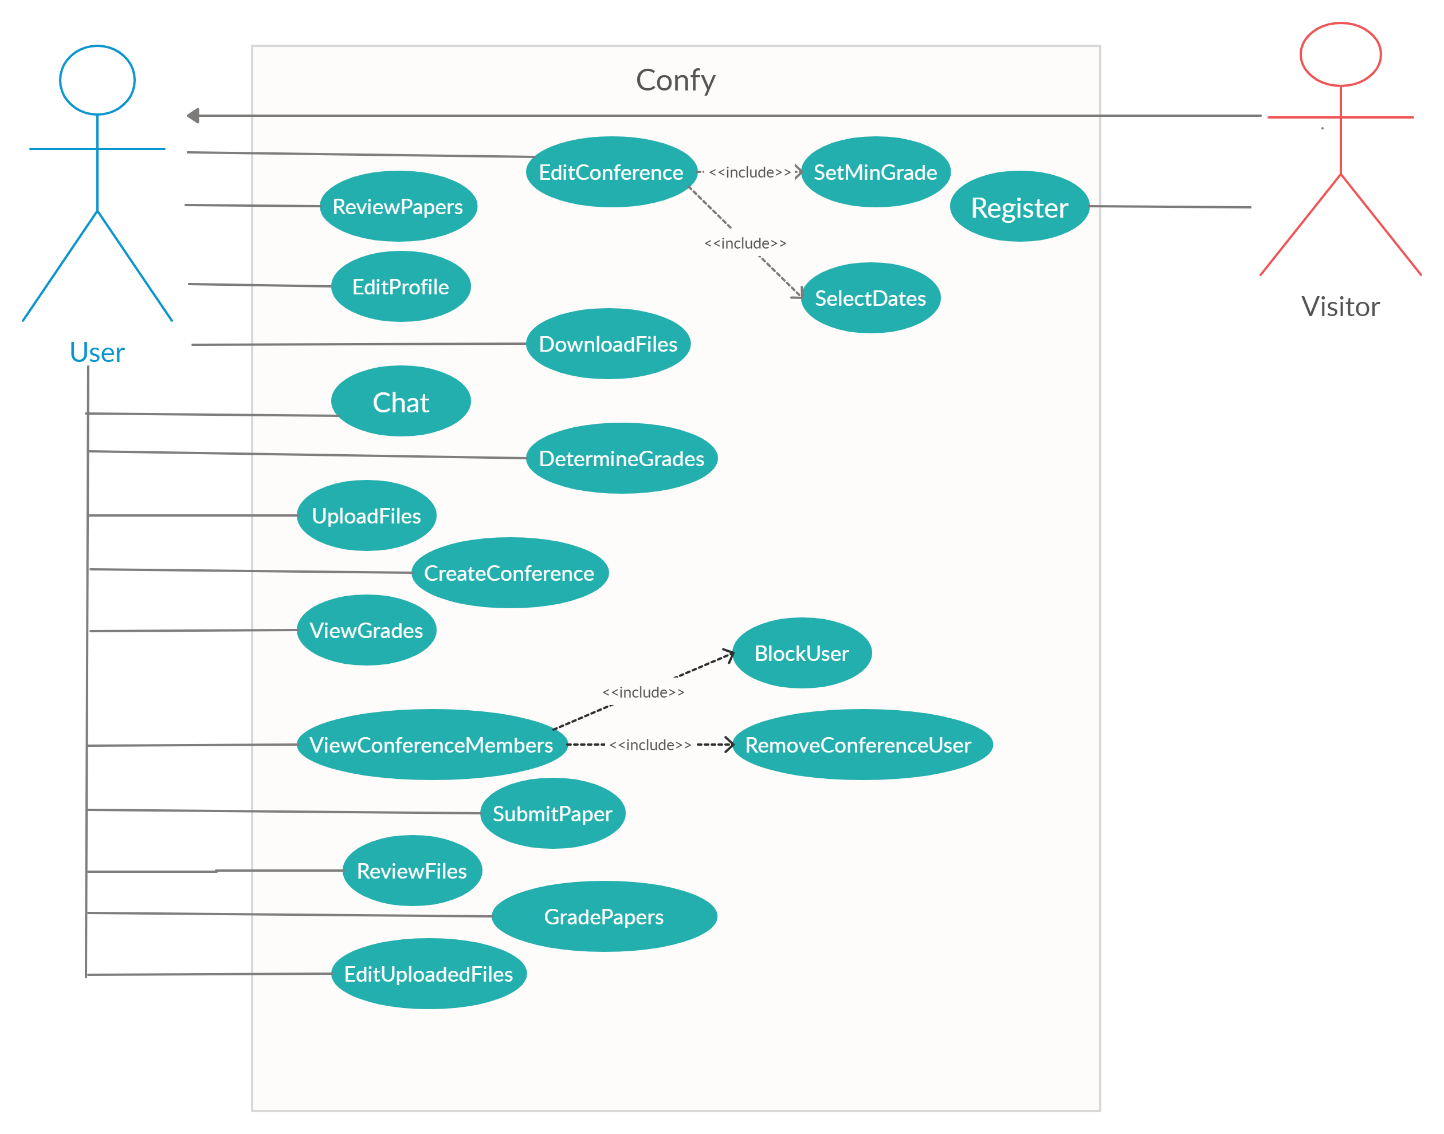 Confy
EditConference
<<include>>
SetMinGrade
ReviewPapers
Register
<<include>>
EditProfile
SelectDates
Visitor
User
DownloadFiles
Chat
DetermineGrades
UploadFiles
CreateConference
ViewGrades
BlockUser
<<include>>
ViewConferenceMembers
<<include>>
RemoveConferenceUser
SubmitPaper
ReviewFiles
GradePapers
EditUploadedFiles